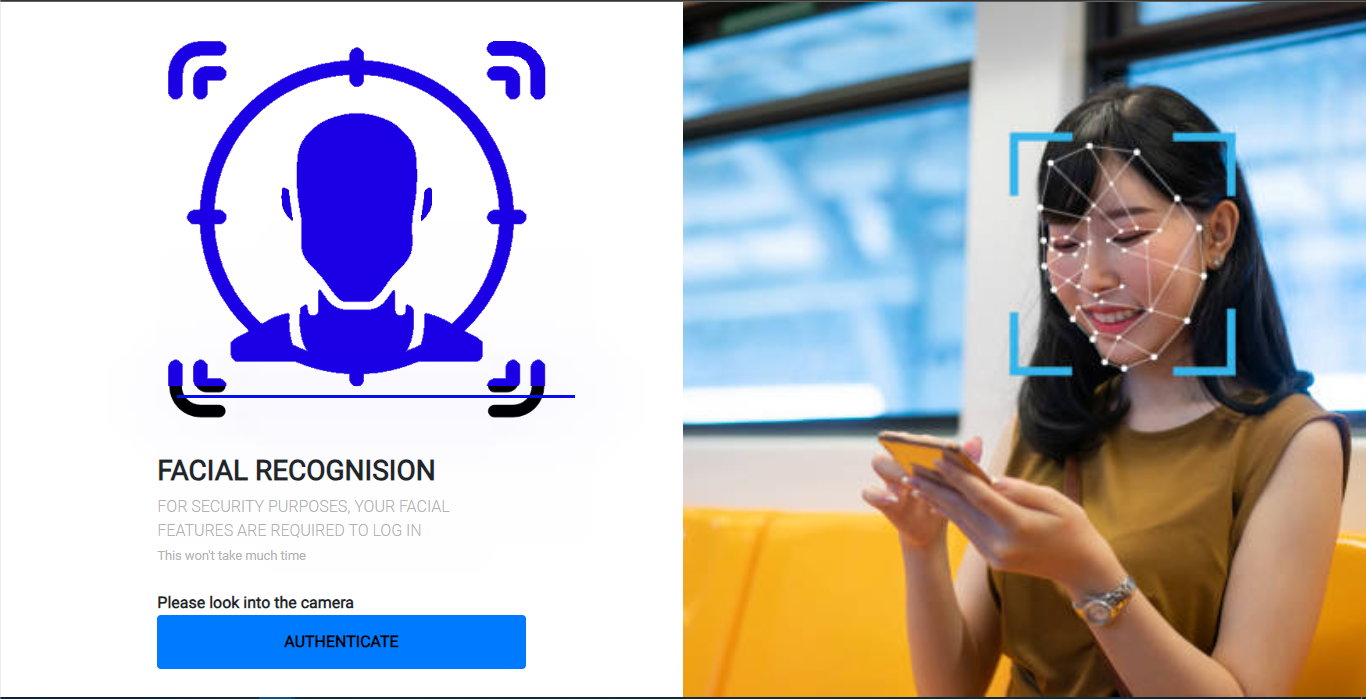 FACIAL RECOGNISION
FOR SECURITY PURPOSES, YOUR FACIAL
FEATURES ARE REQUIRED TO LOG IN
This won't take much time
Please look into the camera
AUTHENTICATE